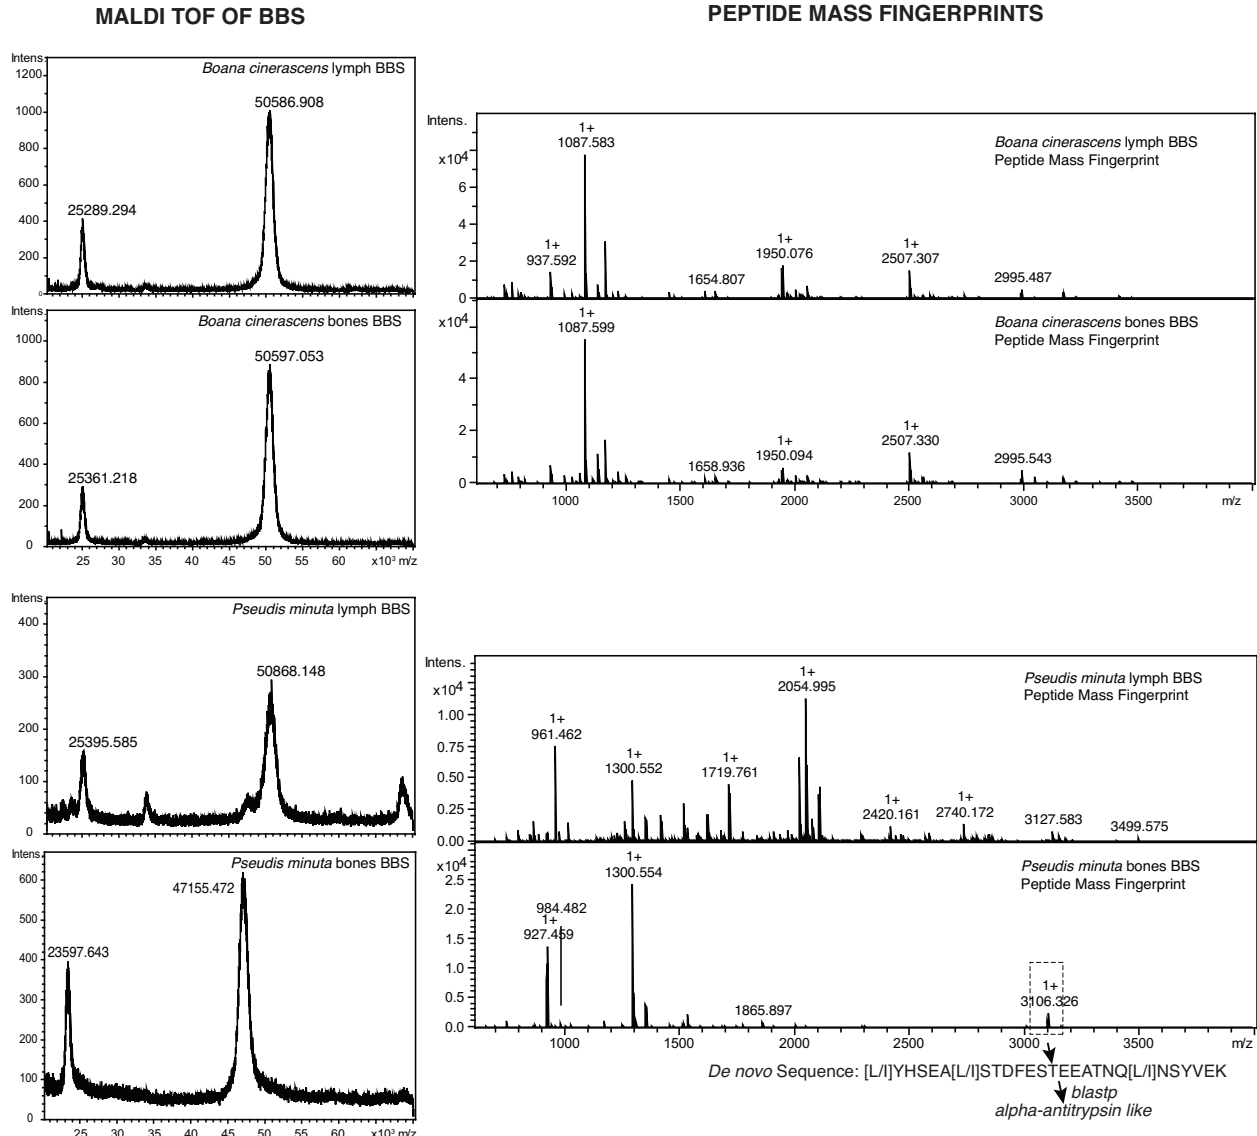 MALDI TOF OF BBS
PEPTIDE MASS FINGERPRINTS
Intens.
Boana cinerascens lymph BBS
1200
1000
800
600
400
200
0
50586.908
25289.294
Intens.
Boana cinerascens bones BBS
1000
800
600
400
200
0
50597.053
25361.218
25 30 35 40 45 50 55 60 x10³ m/z
Intens.
x10⁴
6
4
2
0
Boana cinerascens lymph BBS
Peptide Mass Fingerprint
1+
1087.583
1+
937.592
1654.807
1+
1950.076
1+
2507.307
2995.487
x10⁴
4
2
0
Boana cinerascens bones BBS
Peptide Mass Fingerprint
1+
1087.599
1658.936
1+
1950.094
1+
2507.330
2995.543
1000 1500 2000 2500 3000 3500 m/z
Intens.
Pseudis minuta lymph BBS
400
300
200
100
0
50868.148
25395.585
Intens.
Pseudis minuta bones BBS
600
500
400
300
200
100
0
47155.472
23597.643
25 30 35 40 45 50 55 60 x10³ m/z
Intens.
x10⁴
1.00
0.75
0.50
0.25
0.00
Pseudis minuta lymph BBS
Peptide Mass Fingerprint
1+
961.462
1+
1300.552
1+
1719.761
1+
2054.995
1+
2420.161
1+
2740.172
3127.583
3499.575
x10⁴
2.5
2.0
1.5
1.0
0.5
0.0
Pseudis minuta bones BBS
Peptide Mass Fingerprint
1+
1300.554
984.482
1+
927.459
1865.897
1+
3106.326
1000 1500 2000 2500 3000 3500 m/z
De novo Sequence: [L/I]YHSEA[L/I]STDFESTEEATNQ[L/I]NSYVEK
blastp
alpha-antitrypsin like